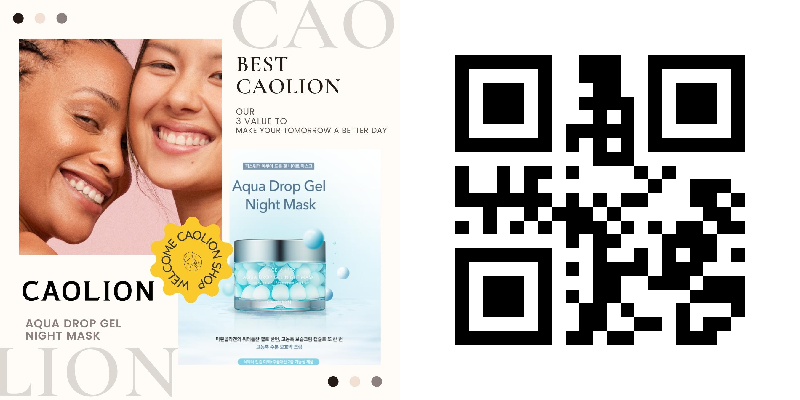 CAO
BEST
CAOLION
OUR
3 VALUE TO
MAKE YOUR TOMORROW A BETTER DAY
Aqua Drop Gel
Night Mask
WELCOME CAOLION SHOP
CAOLION
AQUA DROP GEL
NIGHT MASK
LION